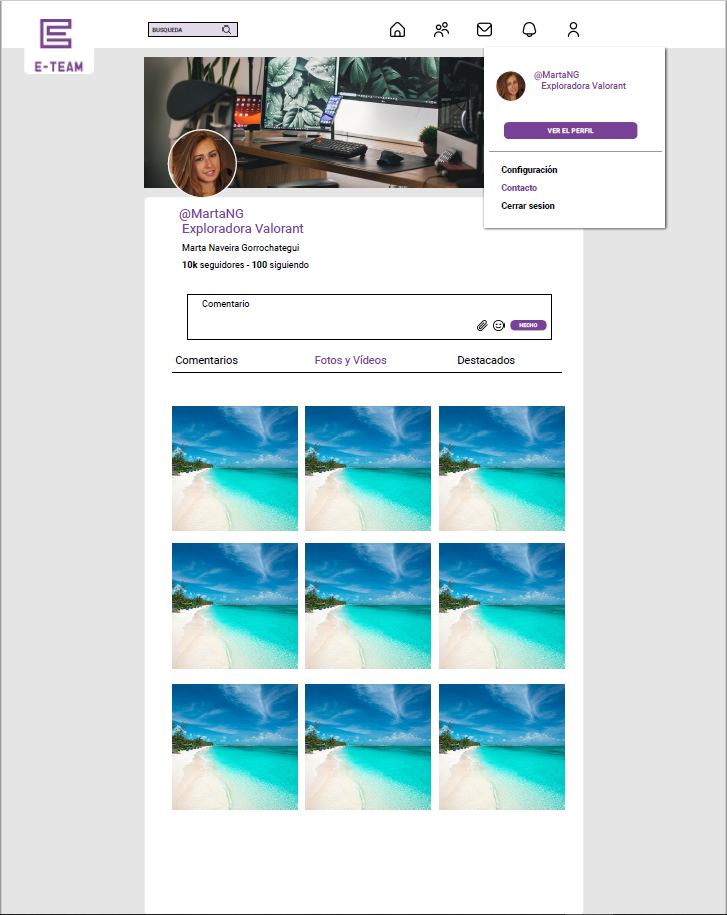 BUSQUEDA
E-TEAM
@MartaNG
Exploradora Valorant
VER EL PERFIL
Configuración
Contacto
Cerrar sesion
@MartaNG
Exploradora Valorant
Marta Naveira Gorrochategui
10k seguidores - 100 siguiendo
Comentario
HECHO
Comentarios
Fotos y Vídeos
Destacados